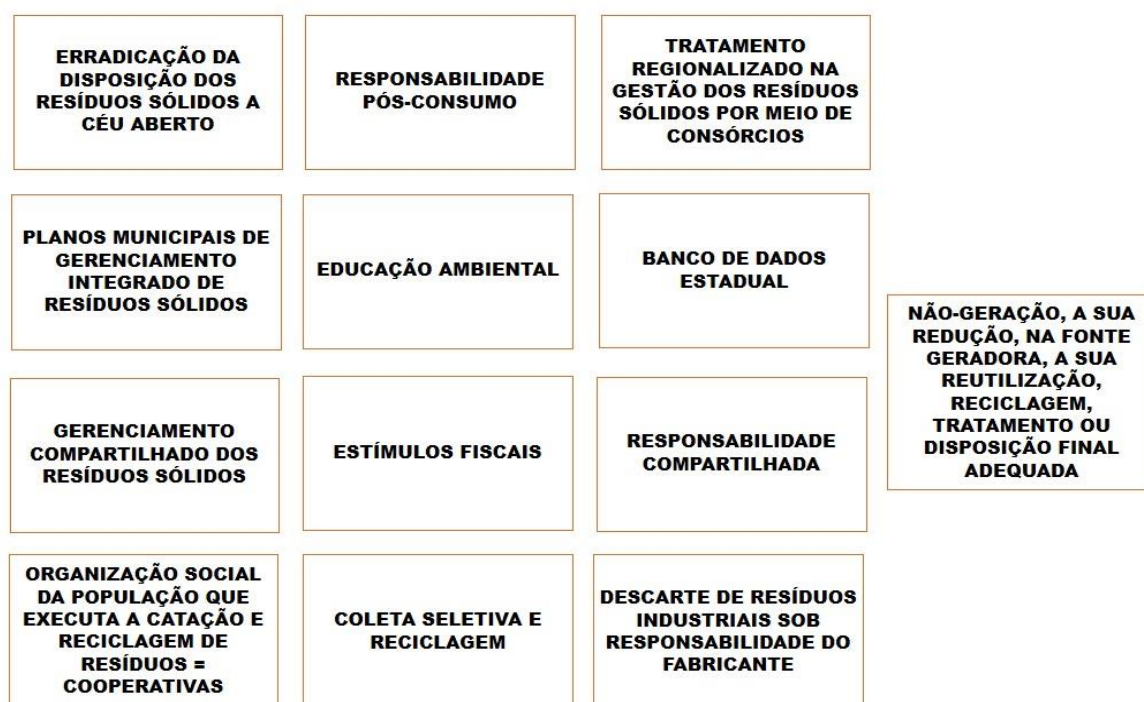 ERRADICAÇÃO DA
DISPOSIÇÃO DOS
RESÍDUOS SÓLIDOS A
CÉU ABERTO
RESPONSABILIDADE
PÓS-CONSUMO
TRATAMENTO
REGIONALIZADO NA
GESTÃO DOS RESÍDUOS
SÓLIDOS POR MEIO DE
CONSÓRCIOS
PLANOS MUNICIPAIS DE
GERENCIAMENTO
INTEGRADO DE
RESÍDUOS SÓLIDOS
EDUCAÇÃO AMBIENTAL
BANCO DE DADOS
ESTADUAL
NÃO-GERAÇÃO, A SUA
REDUÇÃO, NA FONTE
GERADORA, A SUA
REUTILIZAÇÃO,
RECICLAGEM,
TRATAMENTO OU
DISPOSIÇÃO FINAL
ADEQUADA
GERENCIAMENTO
COMPARTILHADO DOS
RESÍDUOS SÓLIDOS
ESTÍMULOS FISCAIS
RESPONSABILIDADE
COMPARTILHADA
ORGANIZAÇÃO SOCIAL
DA POPULAÇÃO QUE
EXECUTA A CATAÇÃO E
RECICLAGEM DE
RESÍDUOS =
COOPERATIVAS
COLETA SELETIVA E
RECICLAGEM
DESCARTE DE RESÍDUOS
INDUSTRIAIS SOB
RESPONSABILIDADE DO
FABRICANTE